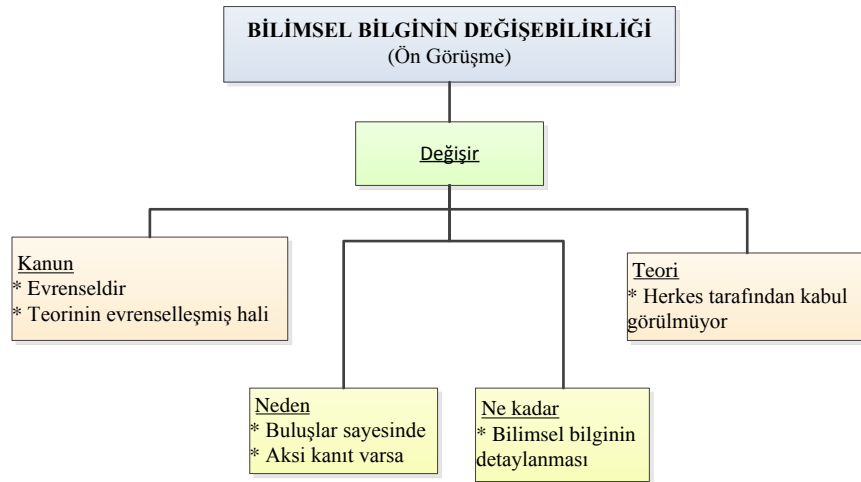 BİLİMSEL BİLGİNİN DEĞİŞEBİLİRLİĞİ
(Ön Görüşme)
Değişir
Kanun
* Evrenseldir
* Teorinin evrenselleşmiş hali
Teori
* Herkes tarafından kabul
görülmüyor
Neden
* Buluşlar sayesinde
* Aksi kanıt varsa
Ne kadar
* Bilimsel bilginin
detaylanması